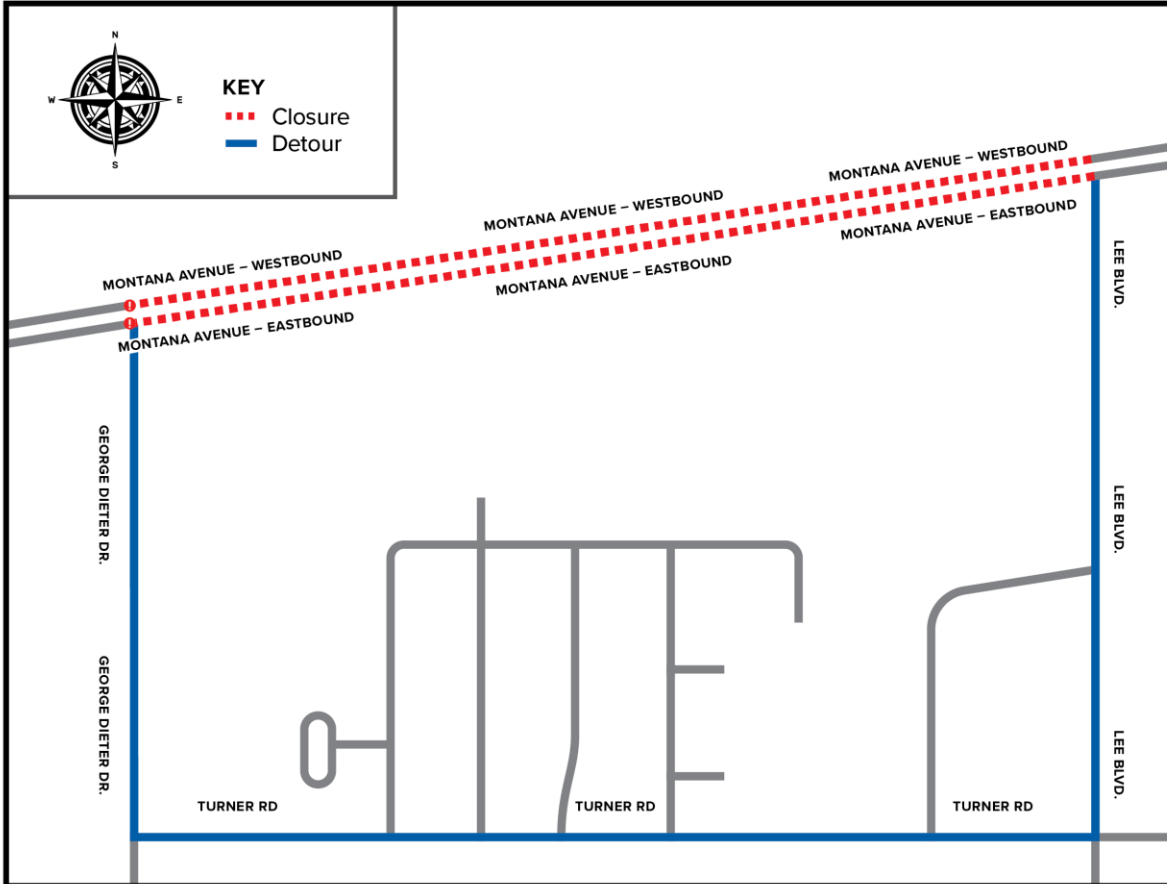 N
W
E
S
KEY
Closure
Detour
MONTANA AVENUE – WESTBOUND
MONTANA AVENUE – WESTBOUND
MONTANA AVENUE – WESTBOUND
MONTANA AVENUE – EASTBOUND
MONTANA AVENUE – EASTBOUND
MONTANA AVENUE – EASTBOUND
!
!
GEORGE DIETER DR.
GEORGE DIETER DR.
LEE BLVD.
LEE BLVD.
LEE BLVD.
TURNER RD
TURNER RD
TURNER RD